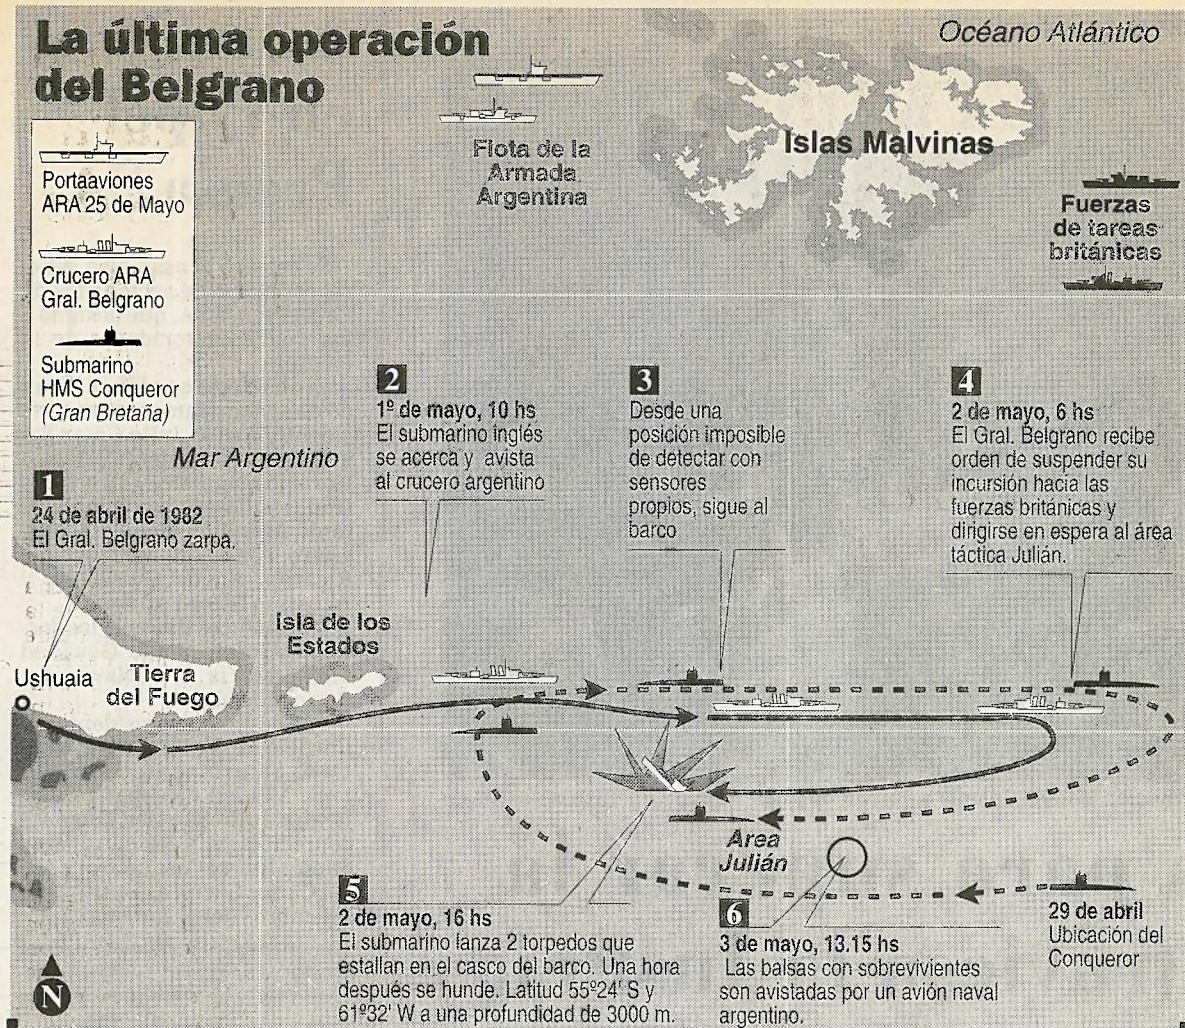 La última operación
del Belgrano
Océano Atlántico
Portaaviones
ARA 25 de Mayo
Crucero ARA
Gral. Belgrano
Submarino
HMS Conqueror
(Gran Bretaña)
Flota de la
Armada
Argentina
Islas Malvinas
Fuerzas
de tareas
británicas
Mar Argentino
1
24 de abril de 1982
El Gral. Belgrano zarpa.
2
1º de mayo, 10 hs
El submarino inglés
se acerca y avista
al crucero argentino
3
Desde una
posición imposible
de detectar con
sensores
propios, sigue al
barco
4
2 de mayo, 6 hs
El Gral. Belgrano recibe
orden de suspender su
incursión hacia las
fuerzas británicas y
dirigirse en espera al área
táctica Julián.
Isla de los
Estados
Ushuaia
Tierra
del Fuego
Area
Julián
5
2 de mayo, 16 hs
El submarino lanza 2 torpedos que
estallan en el casco del barco. Una hora
después se hunde. Latitud 55º24' S y
61º32' W a una profundidad de 3000 m.
6
3 de mayo, 13.15 hs
Las balsas con sobrevivientes
son avistadas por un avión naval
argentino.
29 de abril
Ubicación del
Conqueror
N